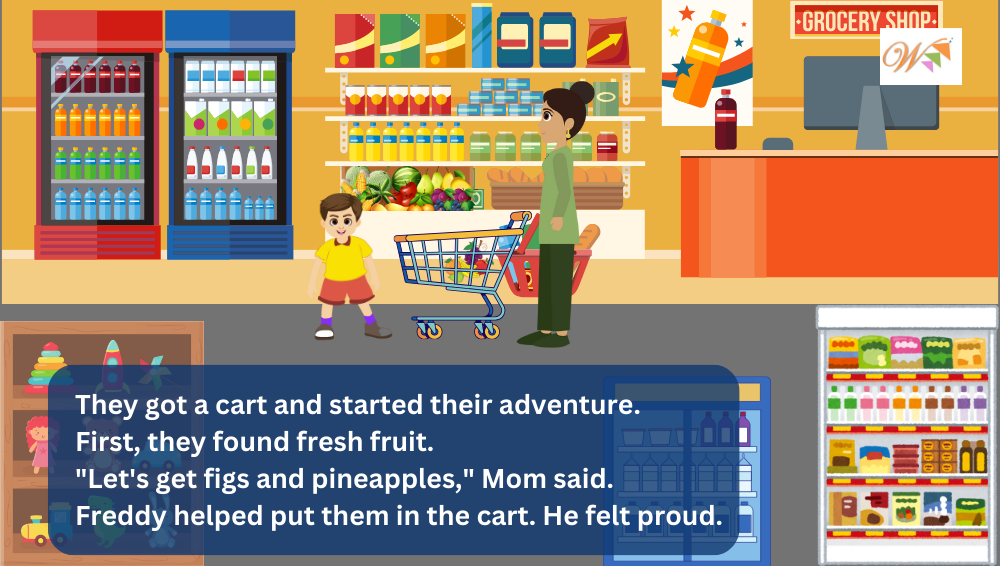 GROCERY SHOP
W
They got a cart and started their adventure.
First, they found fresh fruit.
"Let's get figs and pineapples," Mom said.
Freddy helped put them in the cart. He felt proud.